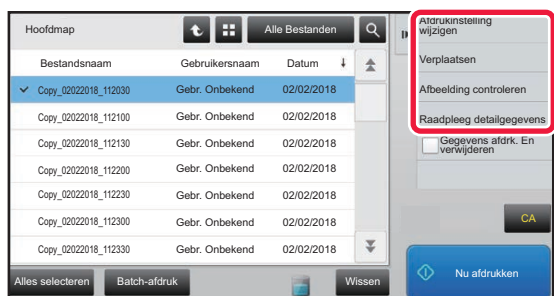 Hoofdmap
Alle Bestanden
Bestandsnaam Gebruikersnaam Datum ↓
✓ Copy_02022018_112030 Gebr. Onbekend 02/02/2018
Copy_02022018_112100 Gebr. Onbekend 02/02/2018
Copy_02022018_112130 Gebr. Onbekend 02/02/2018
Copy_02022018_112200 Gebr. Onbekend 02/02/2018
Copy_02022018_112230 Gebr. Onbekend 02/02/2018
Copy_02022018_112300 Gebr. Onbekend 02/02/2018
Copy_02022018_112330 Gebr. Onbekend 02/02/2018
Alles selecteren
Batch-afdruk
Wissen
Afdrukinstelling
wijzigen
Verplaatsen
Afbeelding controleren
Raadpleeg detailgegevens
Gegevens afdrk. En
verwijderen
CA
Nu afdrukken